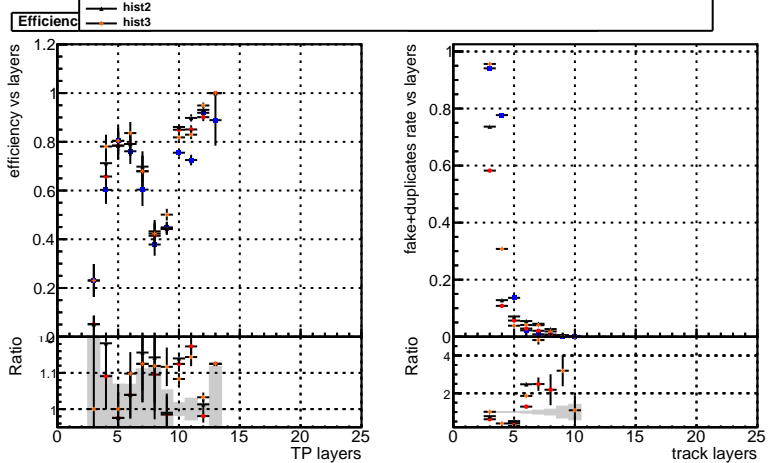 hist2
Efficienc
hist3
efficiency vs layers
1.2
1
0.8
0.6
0.4
0.2
0
Ratio
1.1
1
0 5 10 15 20 25
TP layers
fake+duplicates rate vs layers
1
0.8
0.6
0.4
0.2
0
Ratio
4
2
0 5 10 15 20 25
track layers